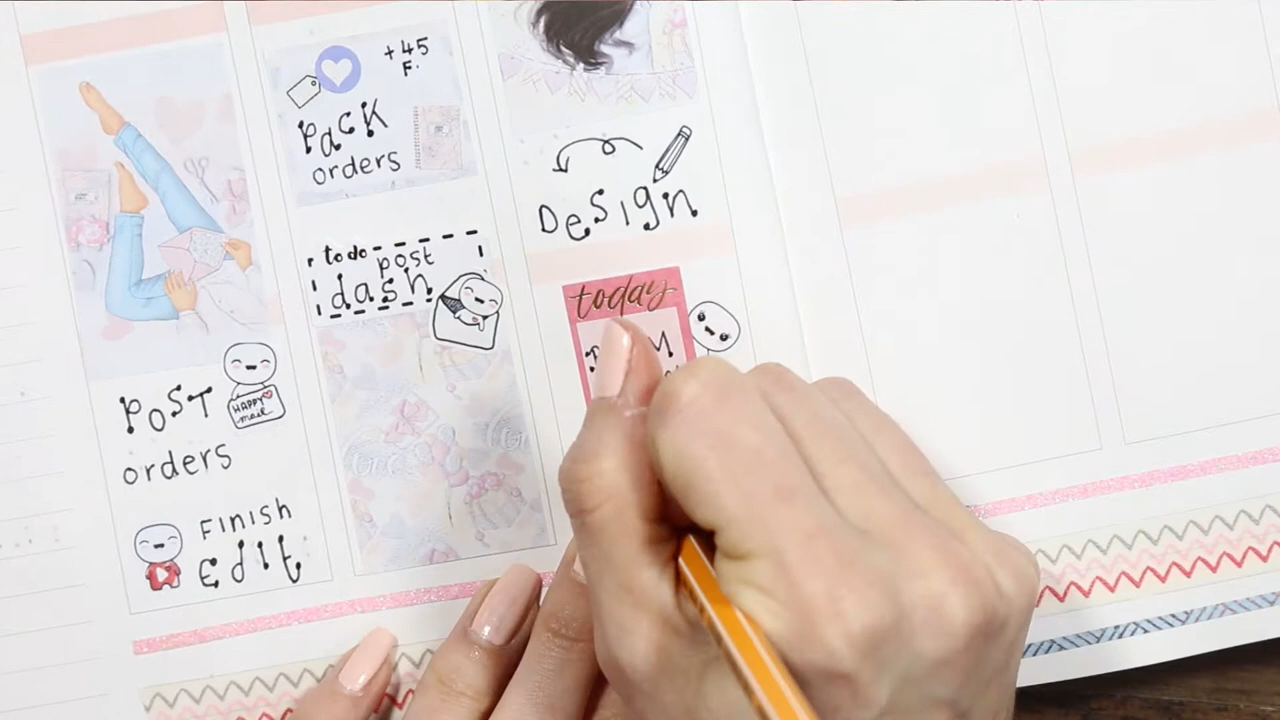 POST
orders
FINISH
edit
HAPPY
mail
+45
F.
PACK
orders
to do post
dash
DeSIgn
today